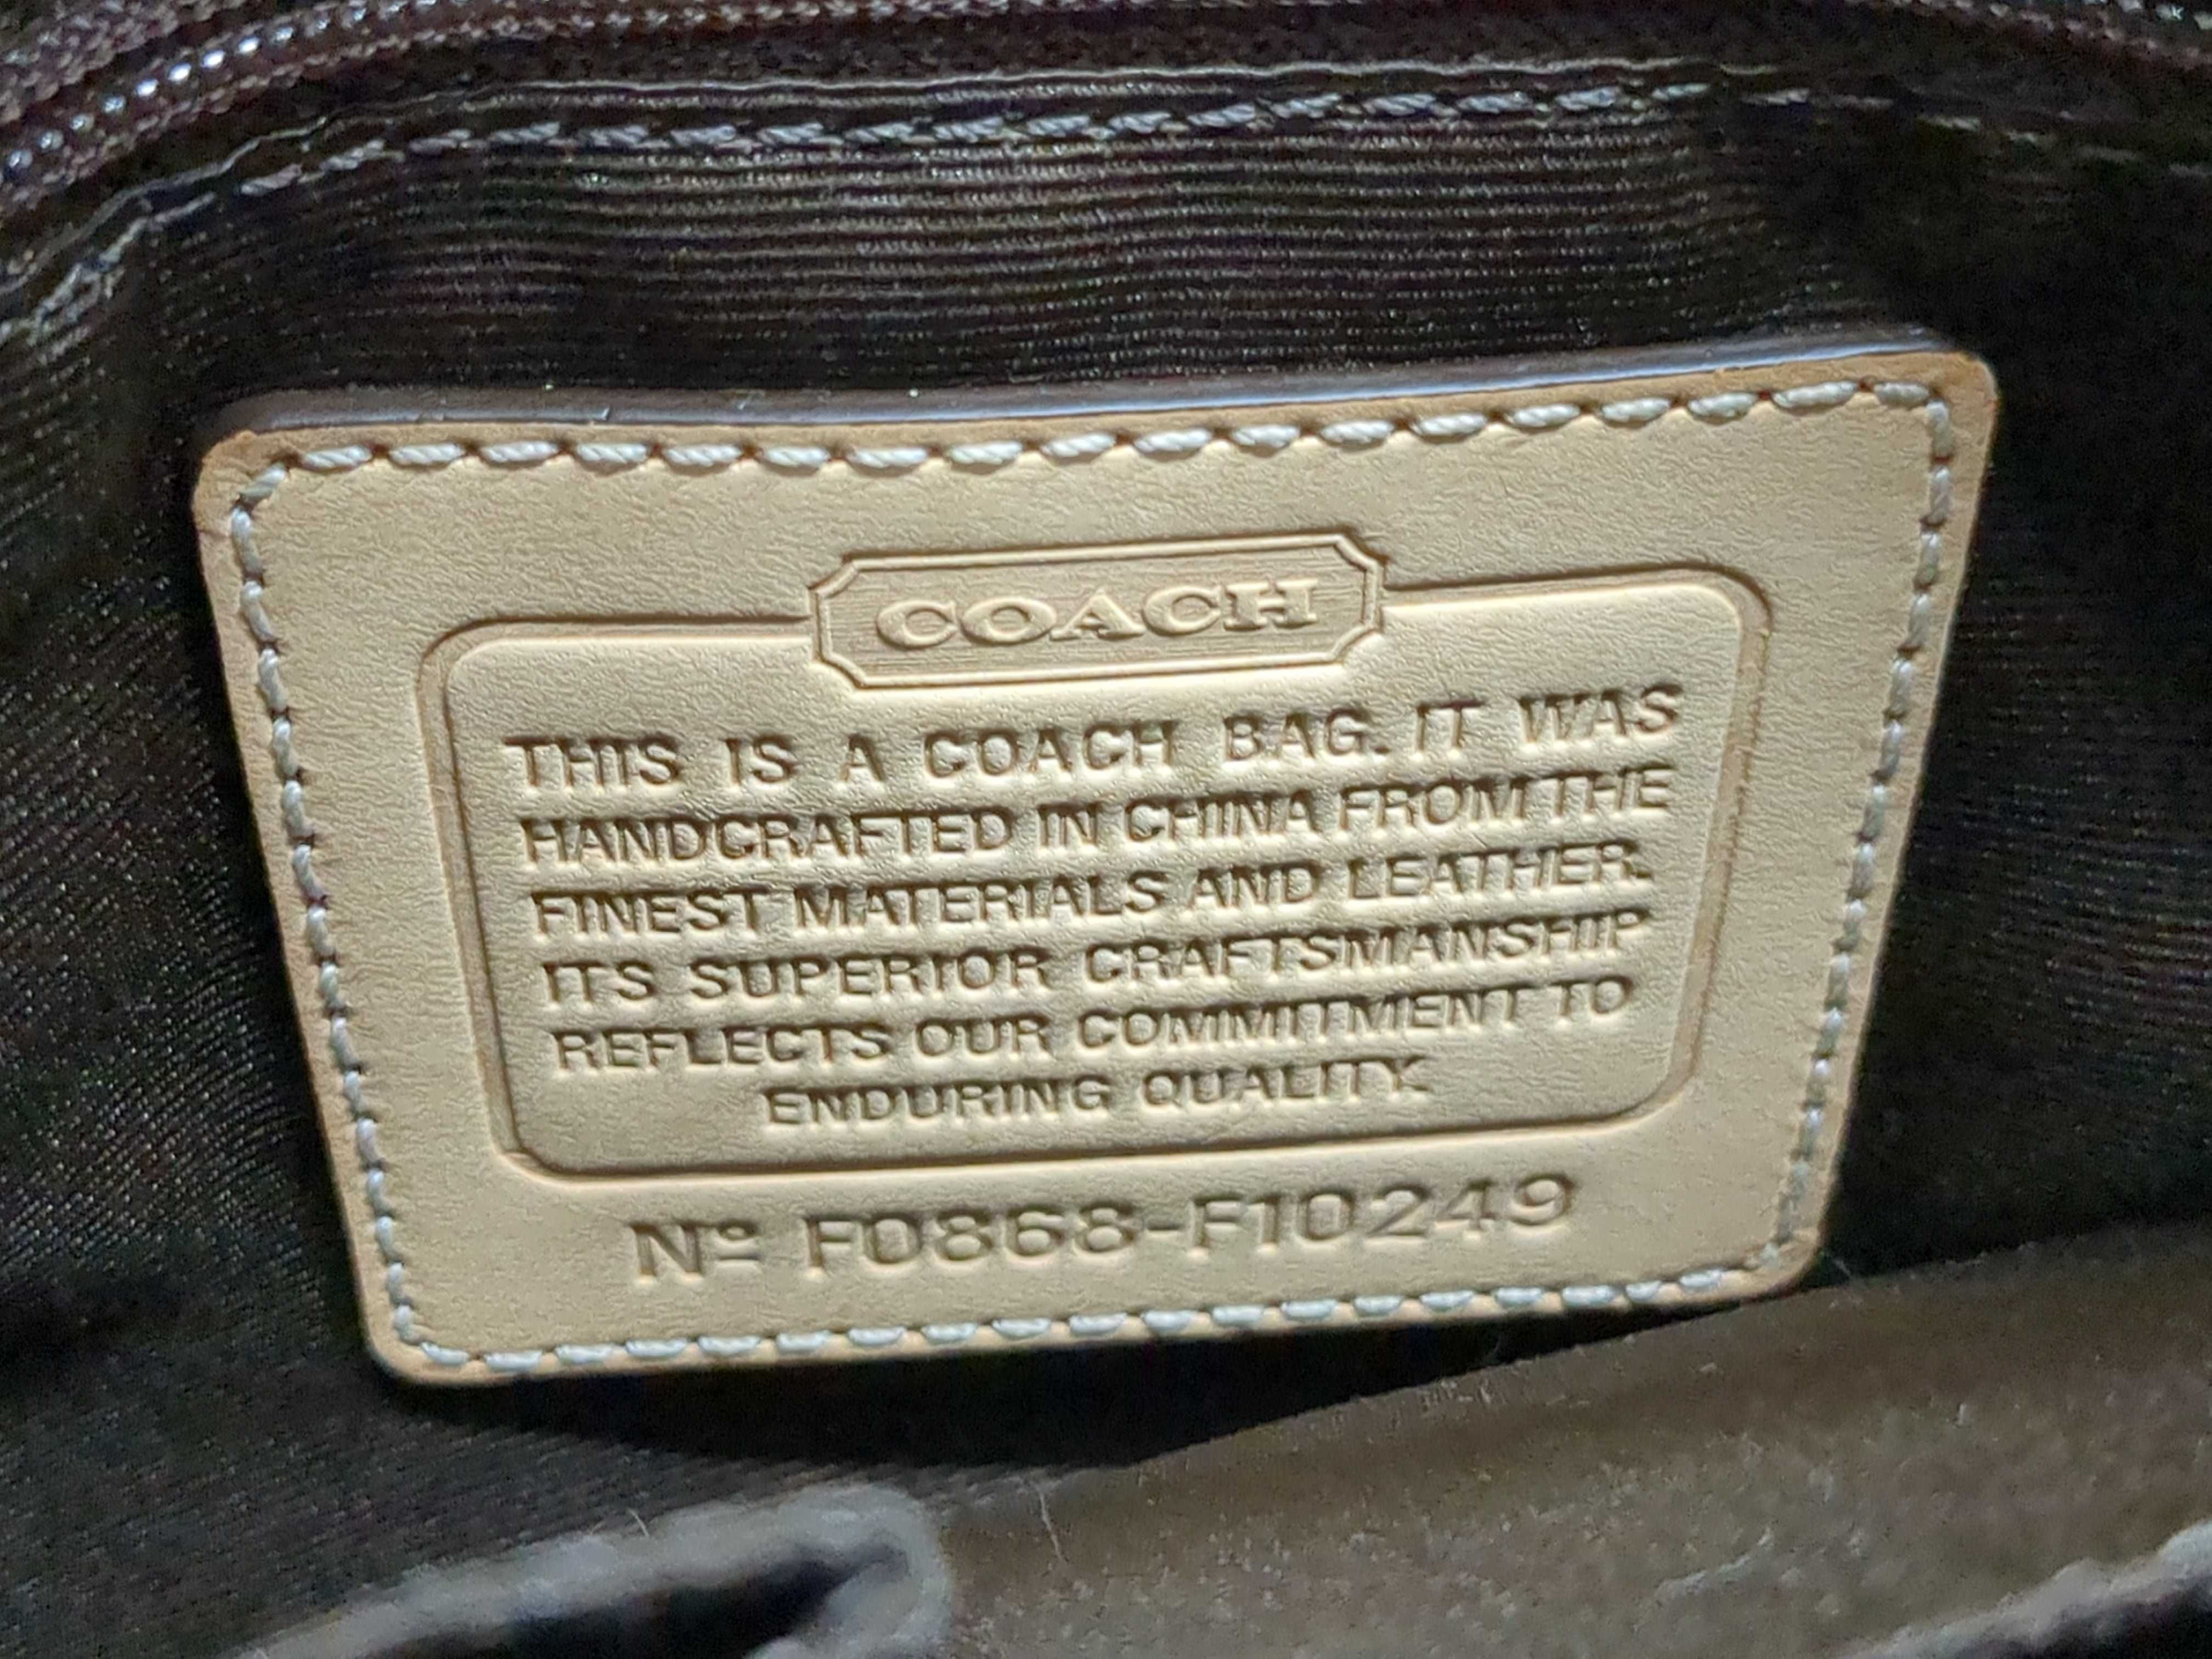 COACH
THIS IS A COACH BAG. IT WAS
HANDCRAFTED IN CHINA FROM THE
FINEST MATERIALS AND LEATHER.
ITS SUPERIOR CRAFTSMANSHIP
REFLECTS OUR COMMITMENT TO
ENDURING QUALITY.
Nº F0868-F10249